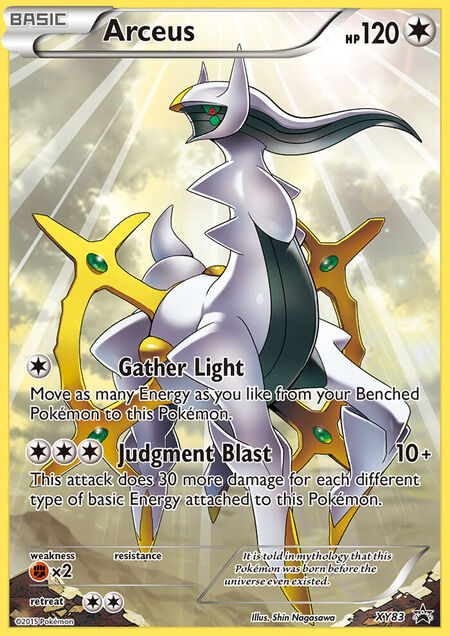 BASIC Arceus HP120
Gather Light
Move as many Energy as you like from your Benched
Pokémon to this Pokémon.
Judgment Blast 10+
This attack does 30 more damage for each different
type of basic Energy attached to this Pokémon.
weakness resistance
×2
retreat
It is told in mythology that this
Pokémon was born before the
universe even existed.
©2015 Pokémon Illus. Shin Nagasawa XY83